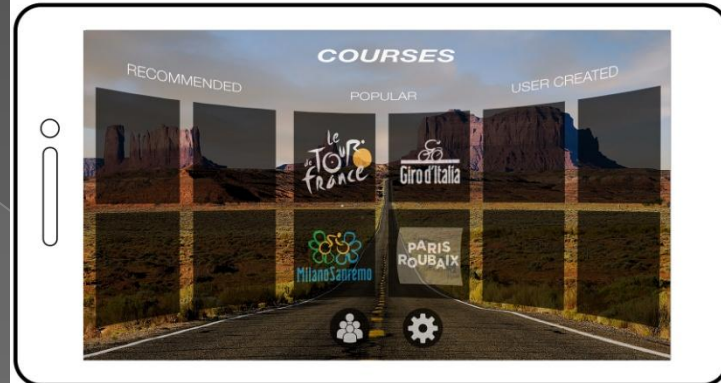 COURSES
RECOMMENDED
POPULAR
USER CREATED
le
TOUR
de
france
Giro d'Italia
MilanoSanremo
PARIS
ROUBAIX